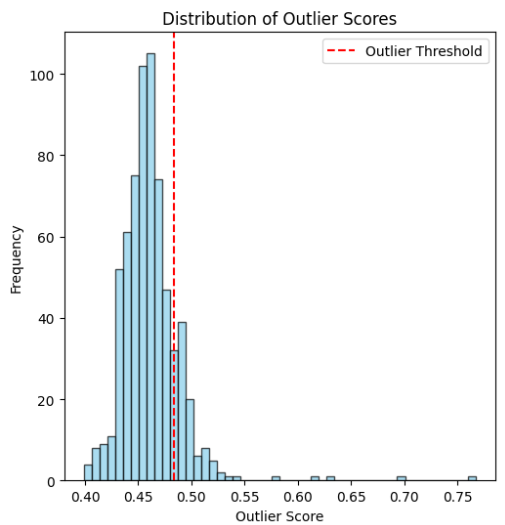 Distribution of Outlier Scores
Outlier Threshold
Frequency
100
80
60
40
20
0
0.40 0.45 0.50 0.55 0.60 0.65 0.70 0.75
Outlier Score